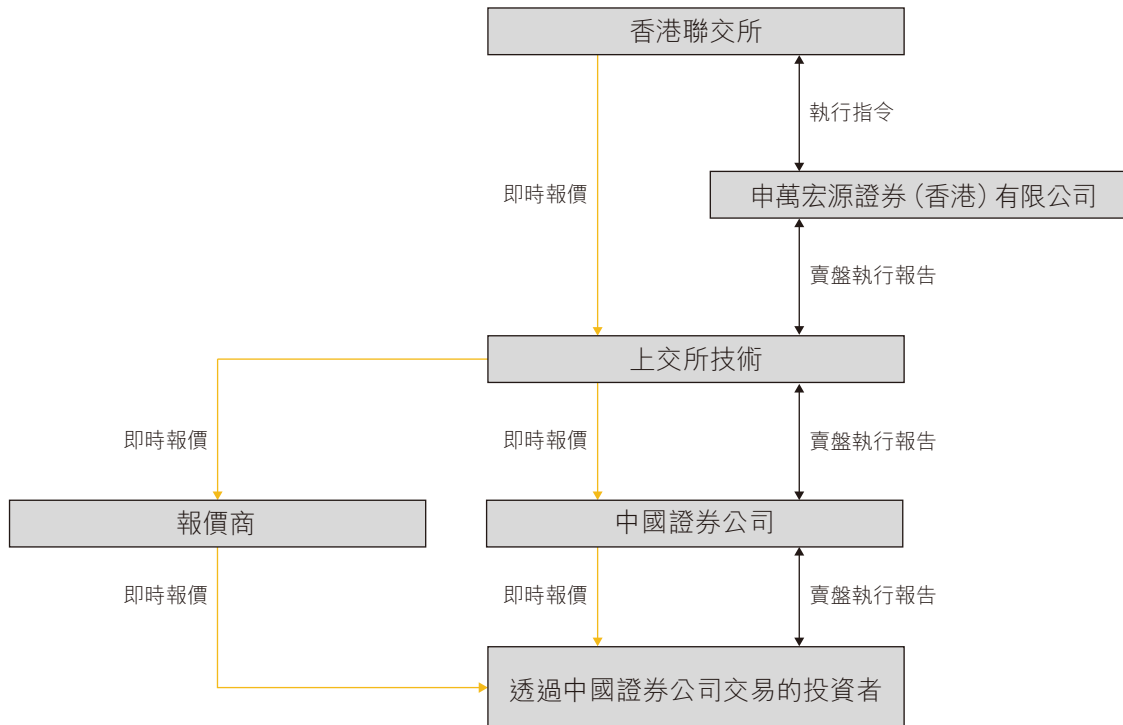 香港聯交所
執行指令
即時報價
申萬宏源證券（香港）有限公司
賣盤執行報告
上交所技術
即時報價
即時報價
賣盤執行報告
報價商
中國證券公司
即時報價
即時報價
賣盤執行報告
透過中國證券公司交易的投資者